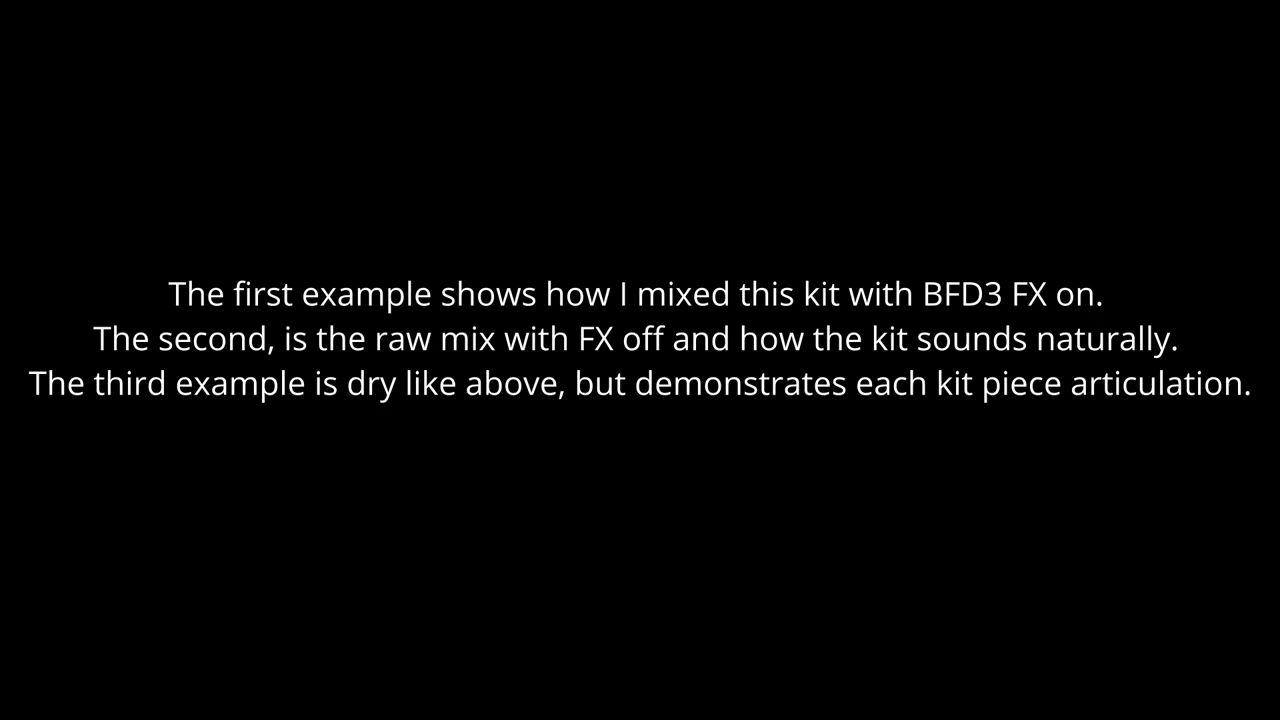 The first example shows how I mixed this kit with BFD3 FX on.
The second, is the raw mix with FX off and how the kit sounds naturally.
The third example is dry like above, but demonstrates each kit piece articulation.